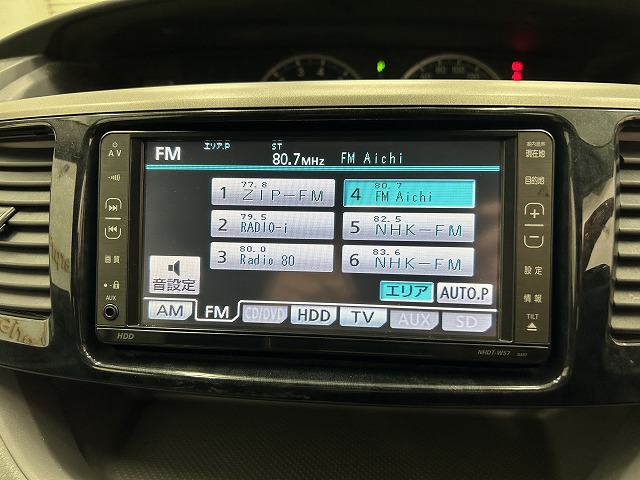 FM エリア.P ST 80.7MHz FM Aichi
1 77.8 ZIP-FM
4 80.7 FM Aichi
2 79.5 RADIO-i
5 82.5 NHK-FM
3 80.0 Radio 80
6 83.6 NHK-FM
音設定
エリア AUTO.P
AM FM CD/DVD HDD TV AUX SD
AV
画質
AUX
HDD
現在地
目的地
設定
情報
TILT
NHDT-W57